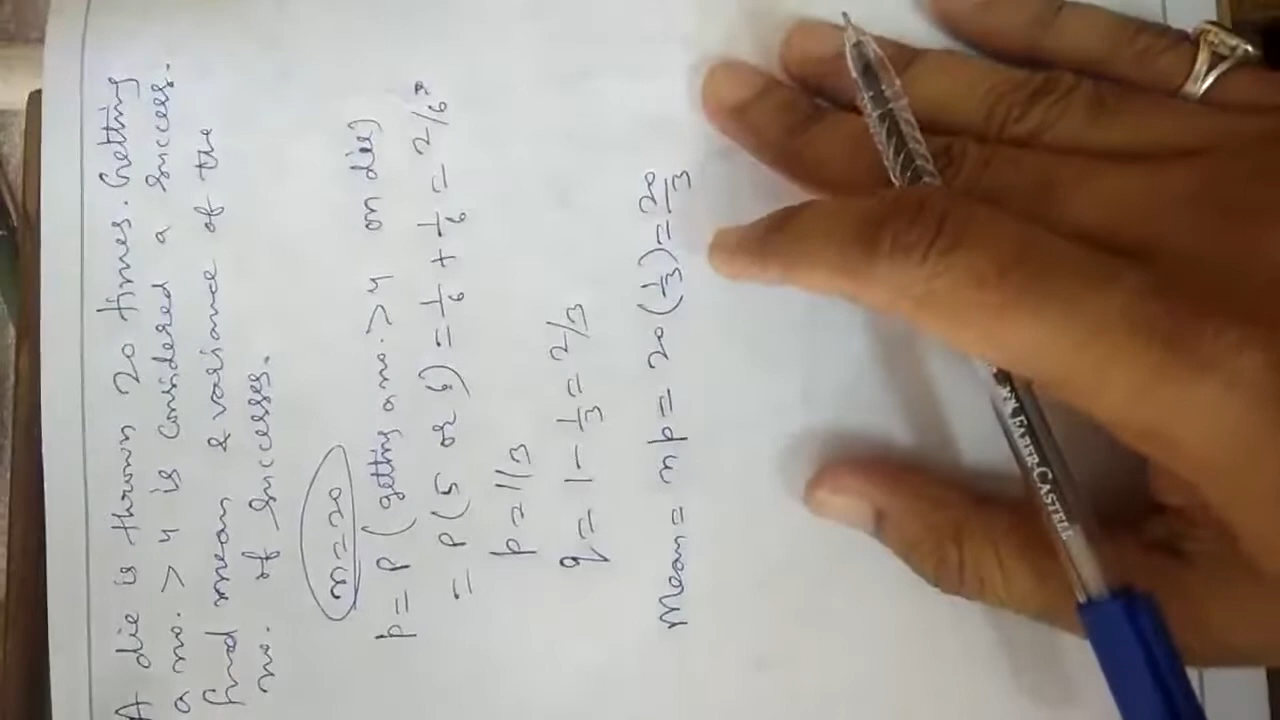 A die is thrown 20 times. Getting
a no. > 4 is considered a success.
find mean & variance of the
no. of successes.
n=20
p = P(getting a no. > 4 on die)
= P(5 or 6) = 1/6 + 1/6 = 2/6
p = 1/3
q = 1 - 1/3 = 2/3
Mean = np = 20(1/3) = 20/3
FABER-CASTELL